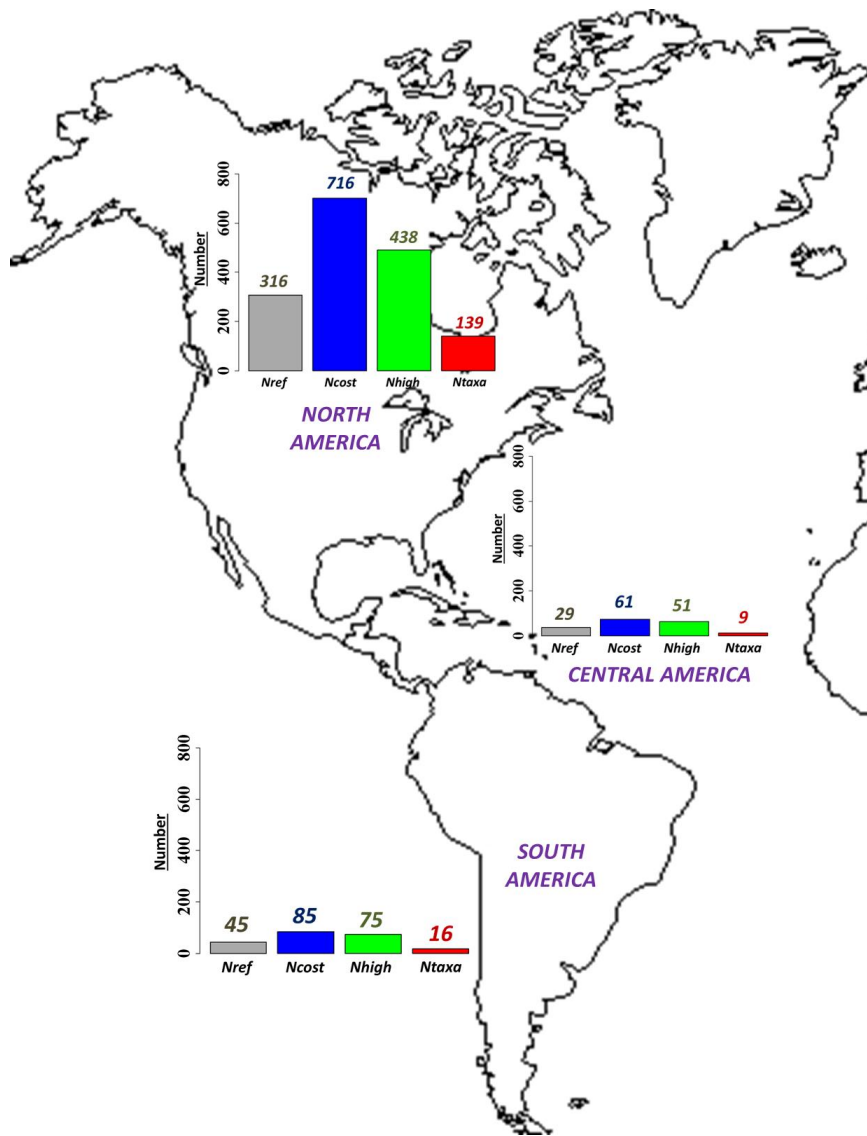 800
600
400
200
0
Number
316
716
438
139
Nref
Ncost
Nhigh
Ntaxa
NORTH
AMERICA
800
600
400
200
0
Number
29
61
51
9
Nref
Ncost
Nhigh
Ntaxa
CENTRAL AMERICA
800
600
400
200
0
Number
45
85
75
16
Nref
Ncost
Nhigh
Ntaxa
SOUTH
AMERICA